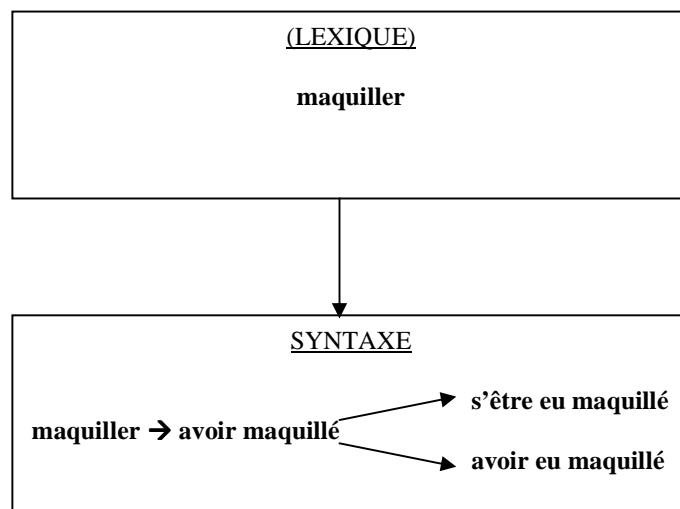 (LEXIQUE)
maquiller
SYNTAXE
s’être eu maquillé
maquiller → avoir maquillé
avoir eu maquillé